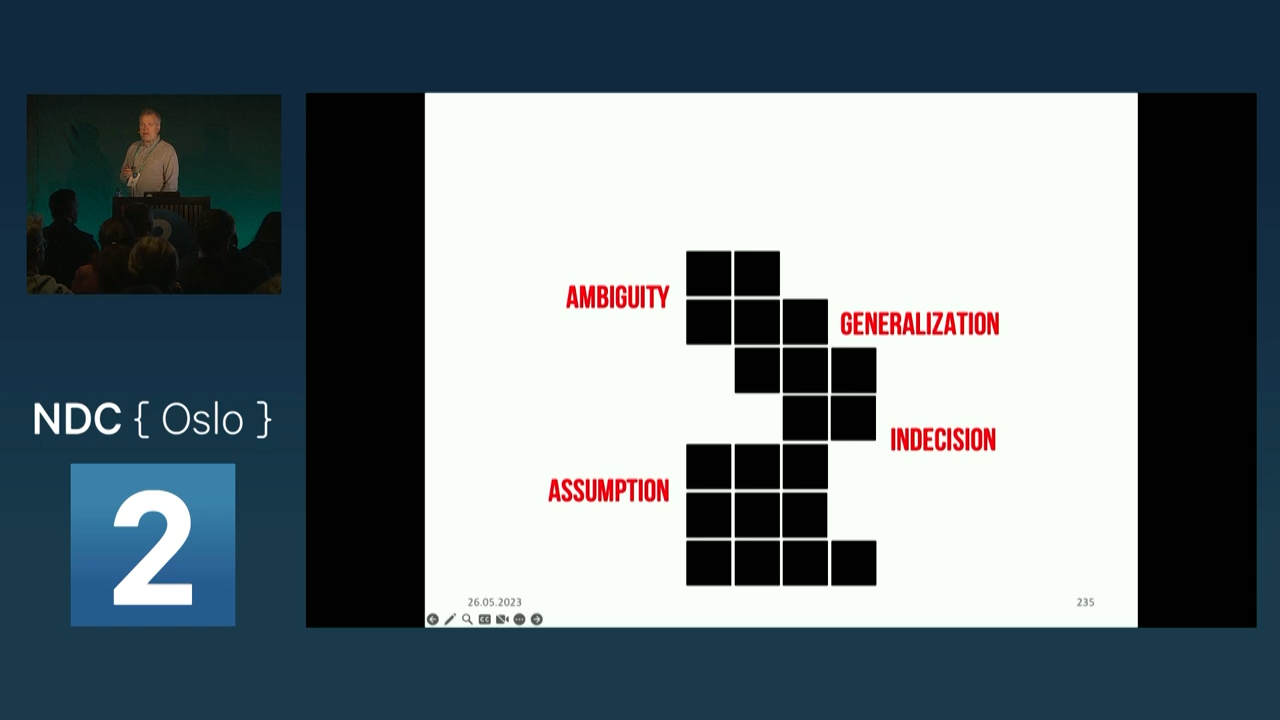 AMBIGUITY
GENERALIZATION
INDECISION
ASSUMPTION
26.05.2023
235
NDC { Oslo }
2